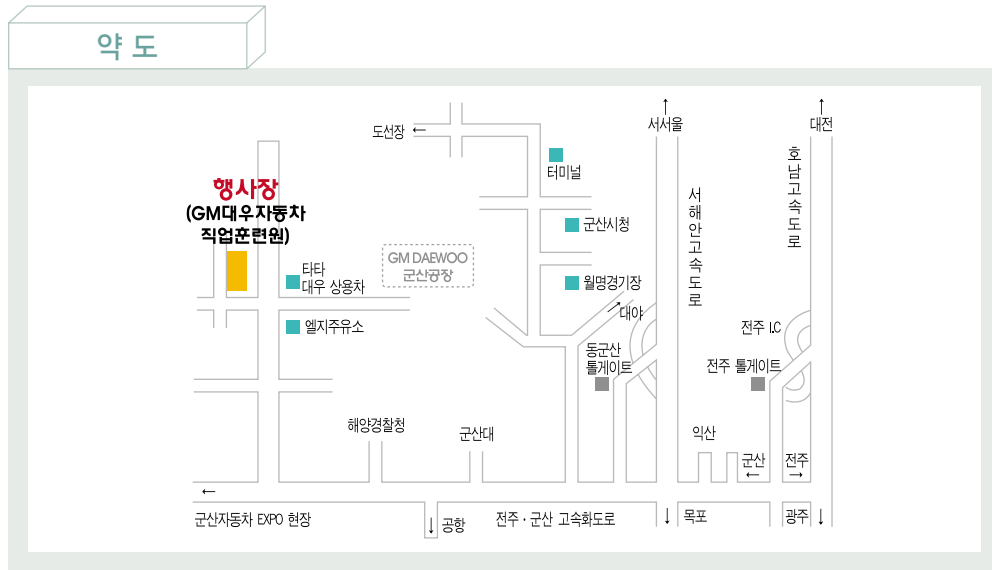 약 도
서서울
대전
도선장
호남고속도로
터미널
행사장
(GM대우자동차
직업훈련원)
서해안고속도로
군산시청
GM DAEWOO
군산공장
타타
대우 상용차
월명경기장
대야
엘지주유소
전주 I.C
동군산
톨게이트
전주 톨게이트
해양경찰청
군산대
익산
군산
전주
군산자동차 EXPO 현장
공항
전주·군산 고속화도로
목포
광주